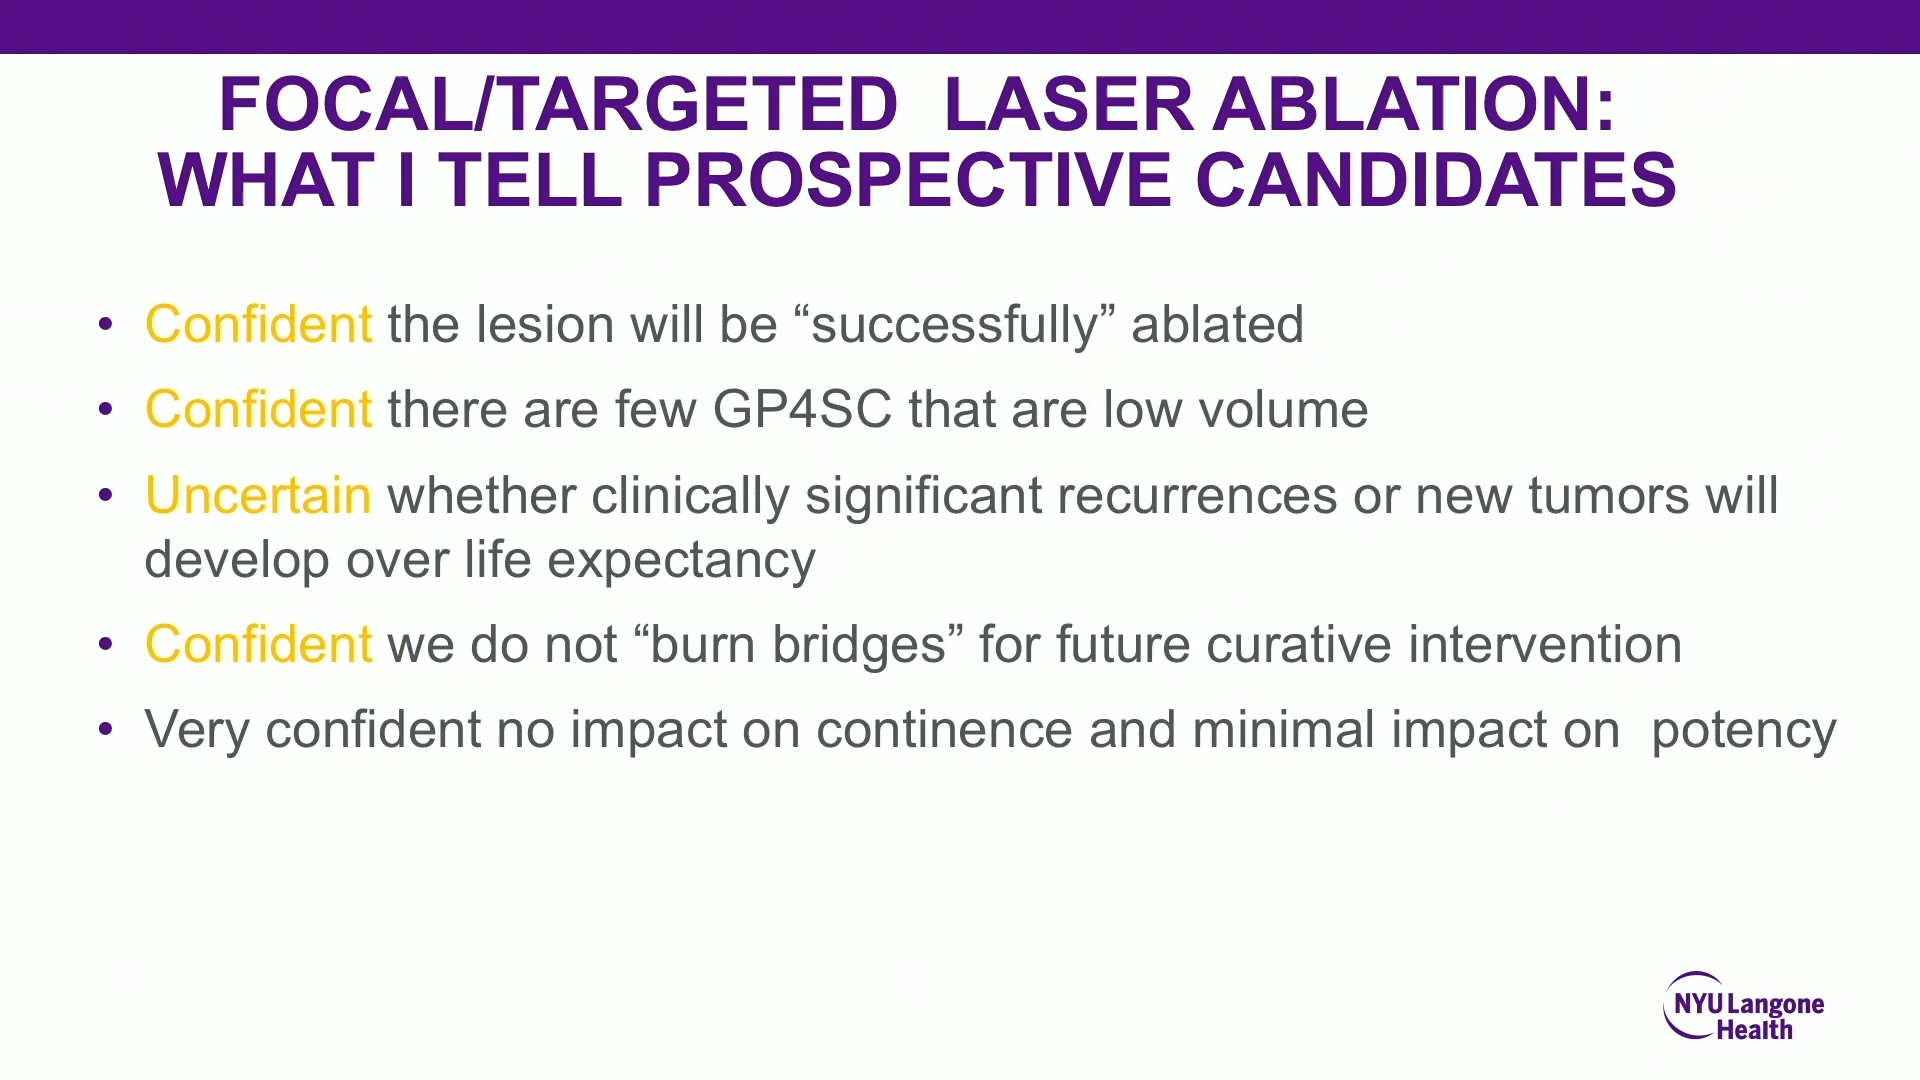 FOCAL/TARGETED  LASER ABLATION:
WHAT I TELL PROSPECTIVE CANDIDATES
• Confident the lesion will be “successfully” ablated
• Confident there are few GP4SC that are low volume
• Uncertain whether clinically significant recurrences or new tumors will
develop over life expectancy
• Confident we do not “burn bridges” for future curative intervention
• Very confident no impact on continence and minimal impact on  potency
NYU Langone
Health